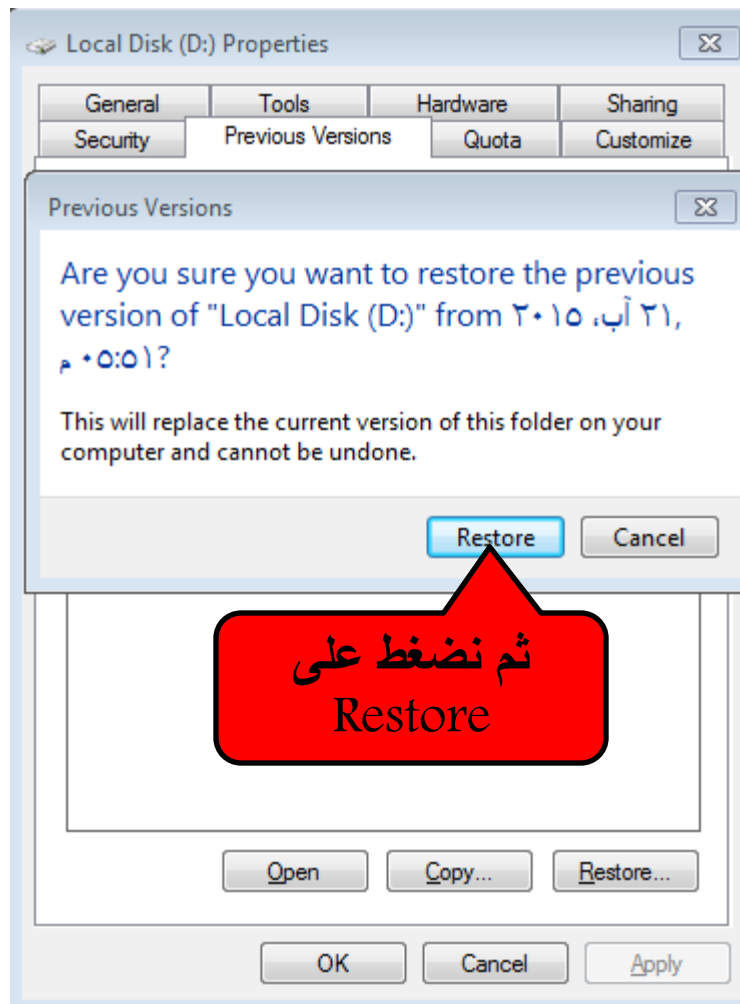 Local Disk (D:) Properties
General Tools Hardware Sharing
Security Previous Versions Quota Customize
Previous Versions
Are you sure you want to restore the previous
version of "Local Disk (D:)" from ٢١ آب، ٢٠١٥,
٠٥:٥١ م?
This will replace the current version of this folder on your
computer and cannot be undone.
Restore Cancel
ثم نضغط على
Restore
Open Copy... Restore...
OK Cancel Apply